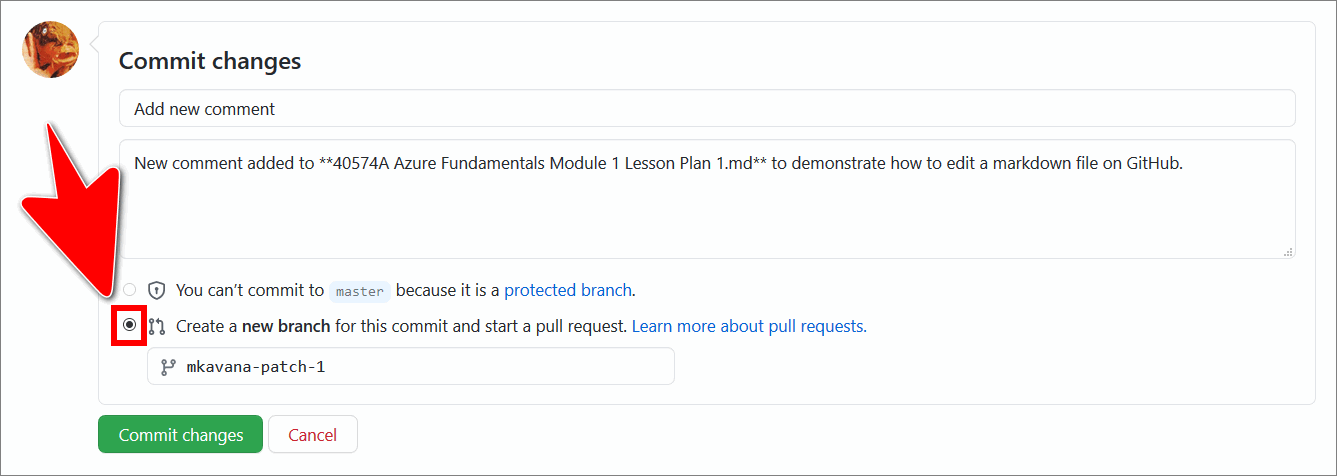 Commit changes
Add new comment
New comment added to **40574A Azure Fundamentals Module 1 Lesson Plan 1.md** to demonstrate how to edit a markdown file on GitHub.
You can’t commit to master because it is a protected branch.
Create a new branch for this commit and start a pull request. Learn more about pull requests.
mkavana-patch-1
Commit changes Cancel